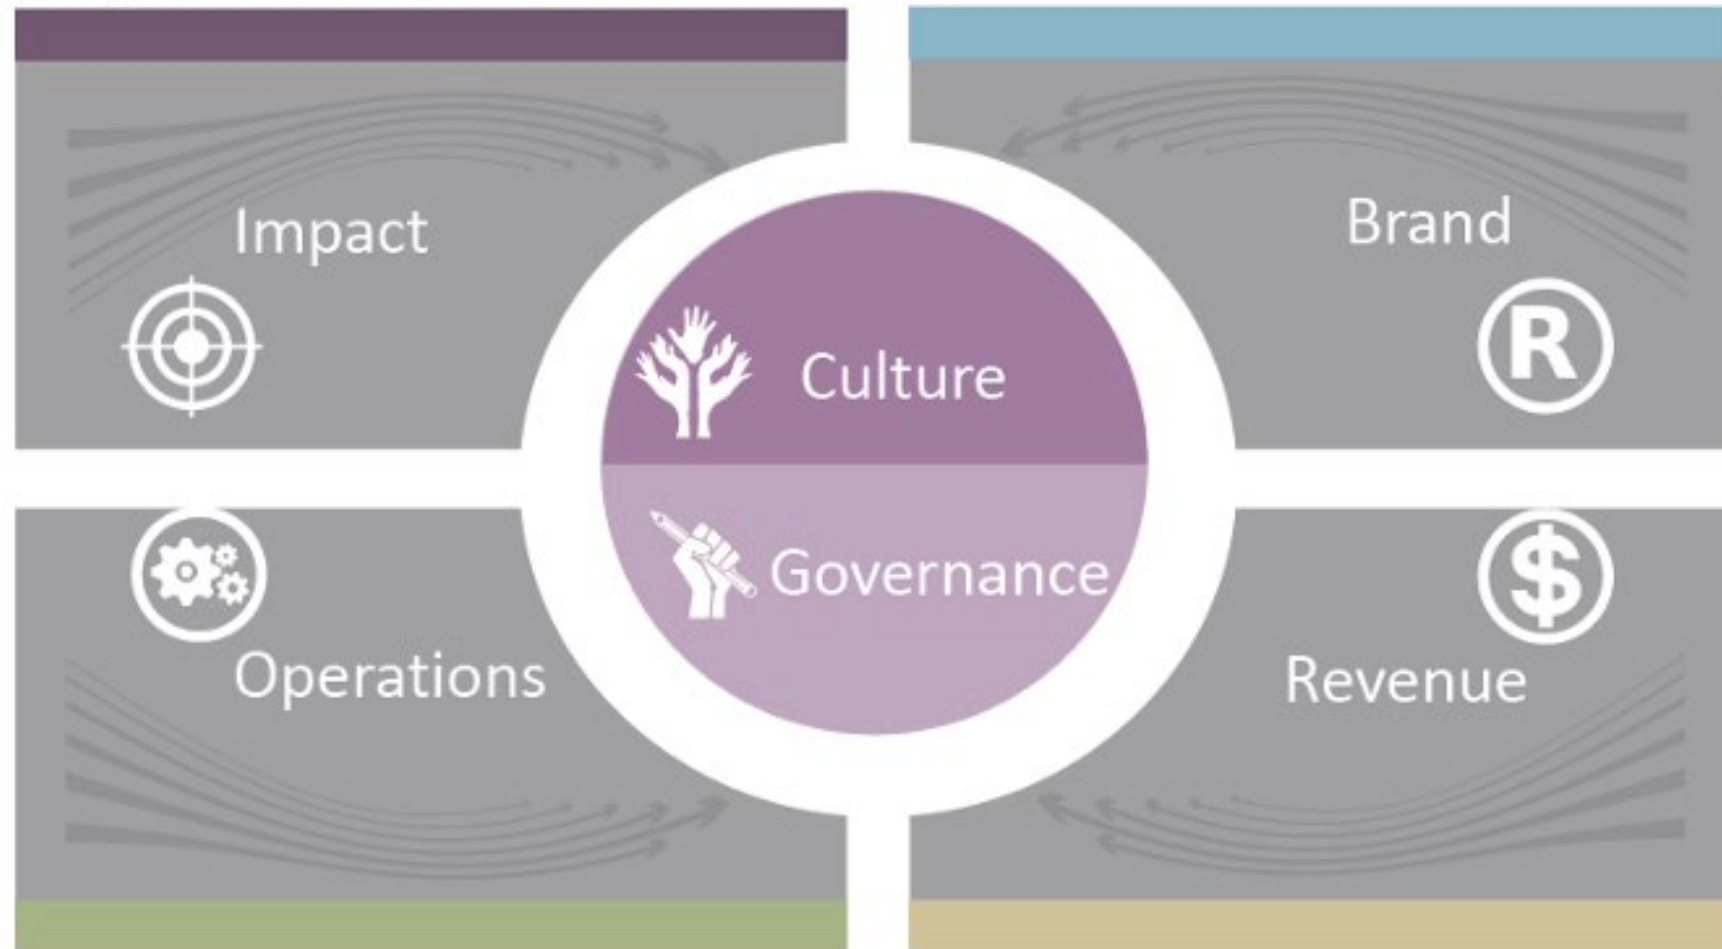 Impact
Brand
R
Culture
Governance
$
Operations
Revenue